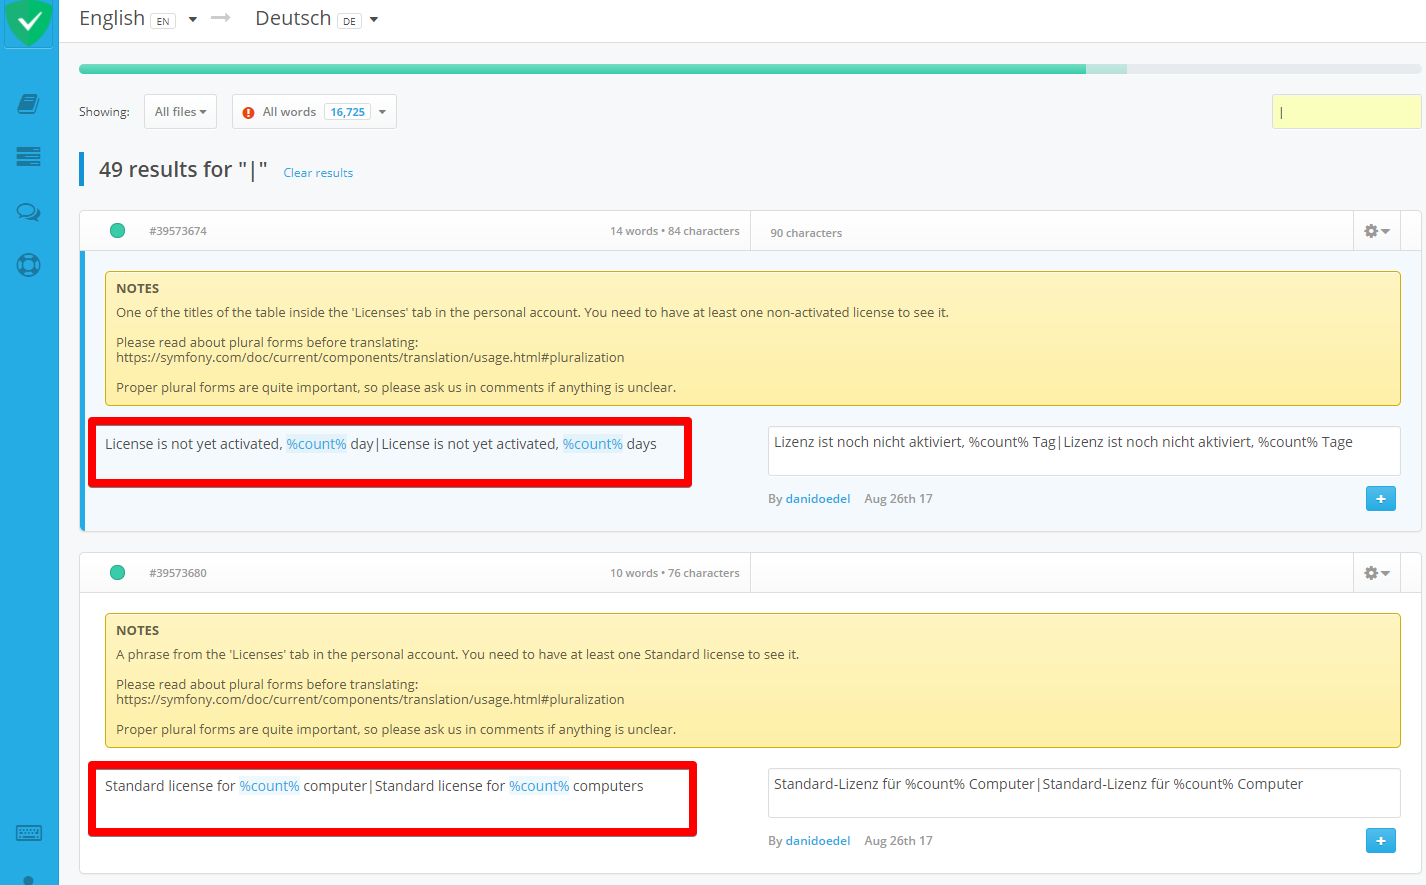 English EN Deutsch DE
Showing: All files All words 16,725 |
49 results for "|" Clear results
#39573674 14 words • 84 characters 90 characters
NOTES
One of the titles of the table inside the 'Licenses' tab in the personal account. You need to have at least one non-activated license to see it.
Please read about plural forms before translating:
https://symfony.com/doc/current/components/translation/usage.html#pluralization
Proper plural forms are quite important, so please ask us in comments if anything is unclear.
License is not yet activated, %count% day|License is not yet activated, %count% days
Lizenz ist noch nicht aktiviert, %count% Tag|Lizenz ist noch nicht aktiviert, %count% Tage
By danidoedel Aug 26th 17
#39573680 10 words • 76 characters
NOTES
A phrase from the 'Licenses' tab in the personal account. You need to have at least one Standard license to see it.
Please read about plural forms before translating:
https://symfony.com/doc/current/components/translation/usage.html#pluralization
Proper plural forms are quite important, so please ask us in comments if anything is unclear.
Standard license for %count% computer|Standard license for %count% computers
Standard-Lizenz für %count% Computer|Standard-Lizenz für %count% Computer
By danidoedel Aug 26th 17